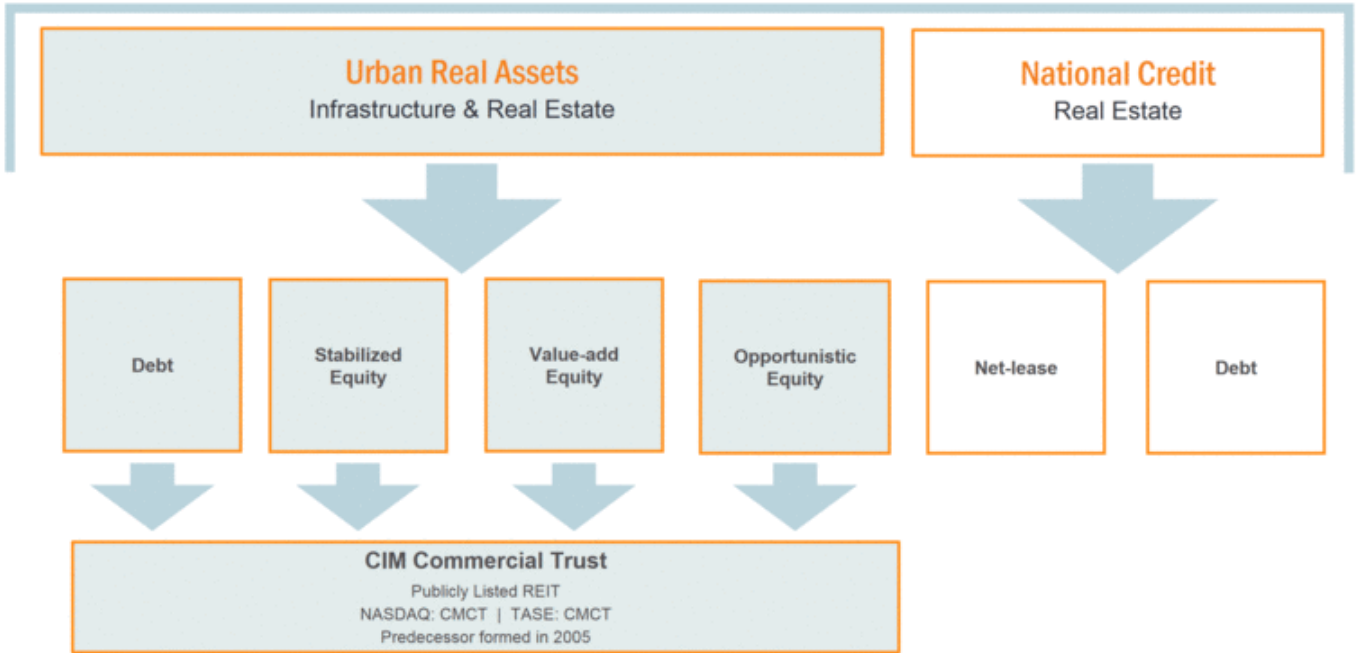 Urban Real Assets
Infrastructure & Real Estate
National Credit
Real Estate
Debt
Stabilized
Equity
Value-add
Equity
Opportunistic
Equity
Net-lease
Debt
CIM Commercial Trust
Publicly Listed REIT
NASDAQ: CMCT | TASE: CMCT
Predecessor formed in 2005